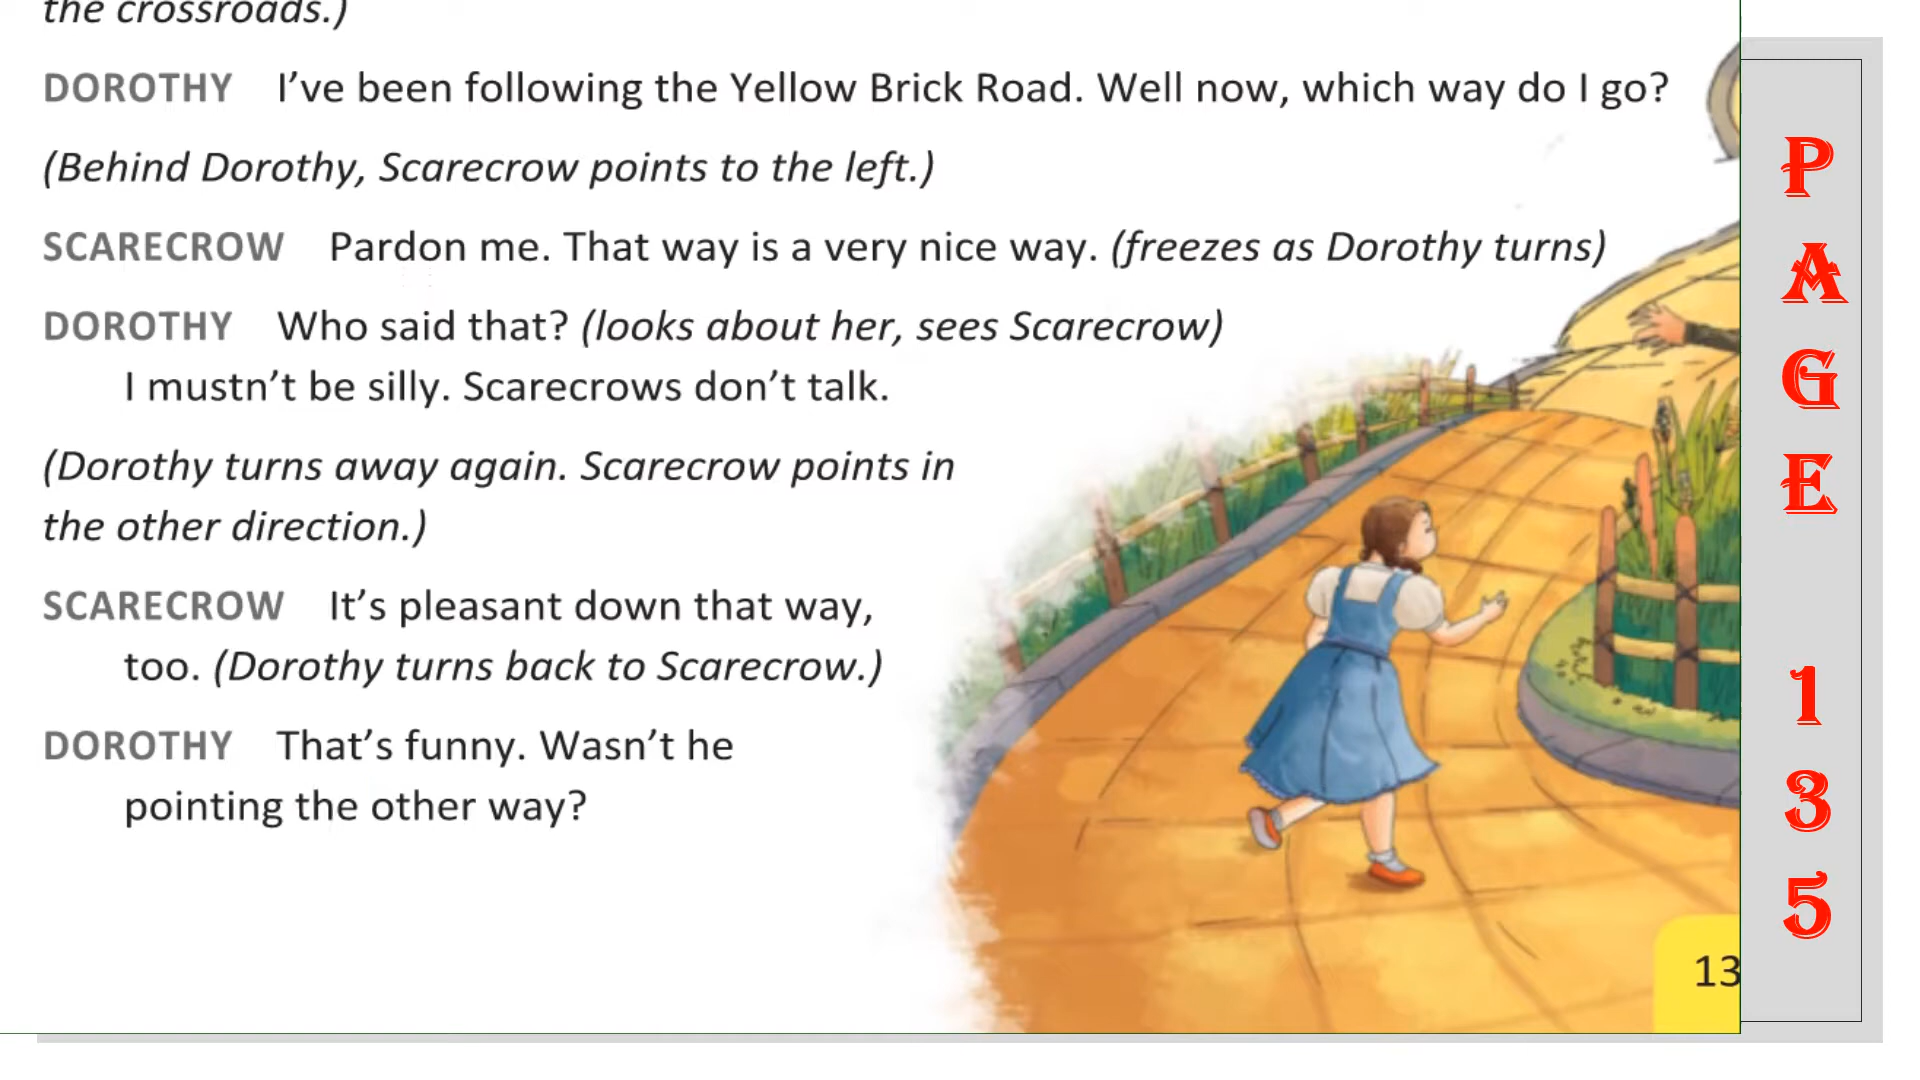 the crossroads.)
DOROTHY I’ve been following the Yellow Brick Road. Well now, which way do I go?
(Behind Dorothy, Scarecrow points to the left.)
SCARECROW Pardon me. That way is a very nice way. (freezes as Dorothy turns)
DOROTHY Who said that? (looks about her, sees Scarecrow)
I mustn’t be silly. Scarecrows don’t talk.
(Dorothy turns away again. Scarecrow points in
the other direction.)
SCARECROW It’s pleasant down that way,
too. (Dorothy turns back to Scarecrow.)
DOROTHY That’s funny. Wasn’t he
pointing the other way?
13
PAGE 135